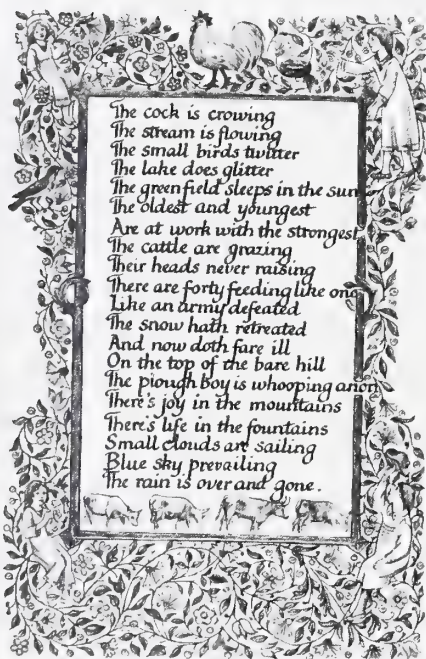 The cock is crowing
The stream is flowing
The small birds twitter
The lake does glitter
The green field sleeps in the sun
The oldest and youngest
Are at work with the strongest
The cattle are grazing
Their heads never raising
There are forty feeding like one
Like an army defeated
The snow hath retreated
And now doth fare ill
On the top of the bare hill
The plough boy is whooping anon
There's joy in the mountains
There's life in the fountains
Small clouds are sailing
Blue sky prevailing
The rain is over and gone.